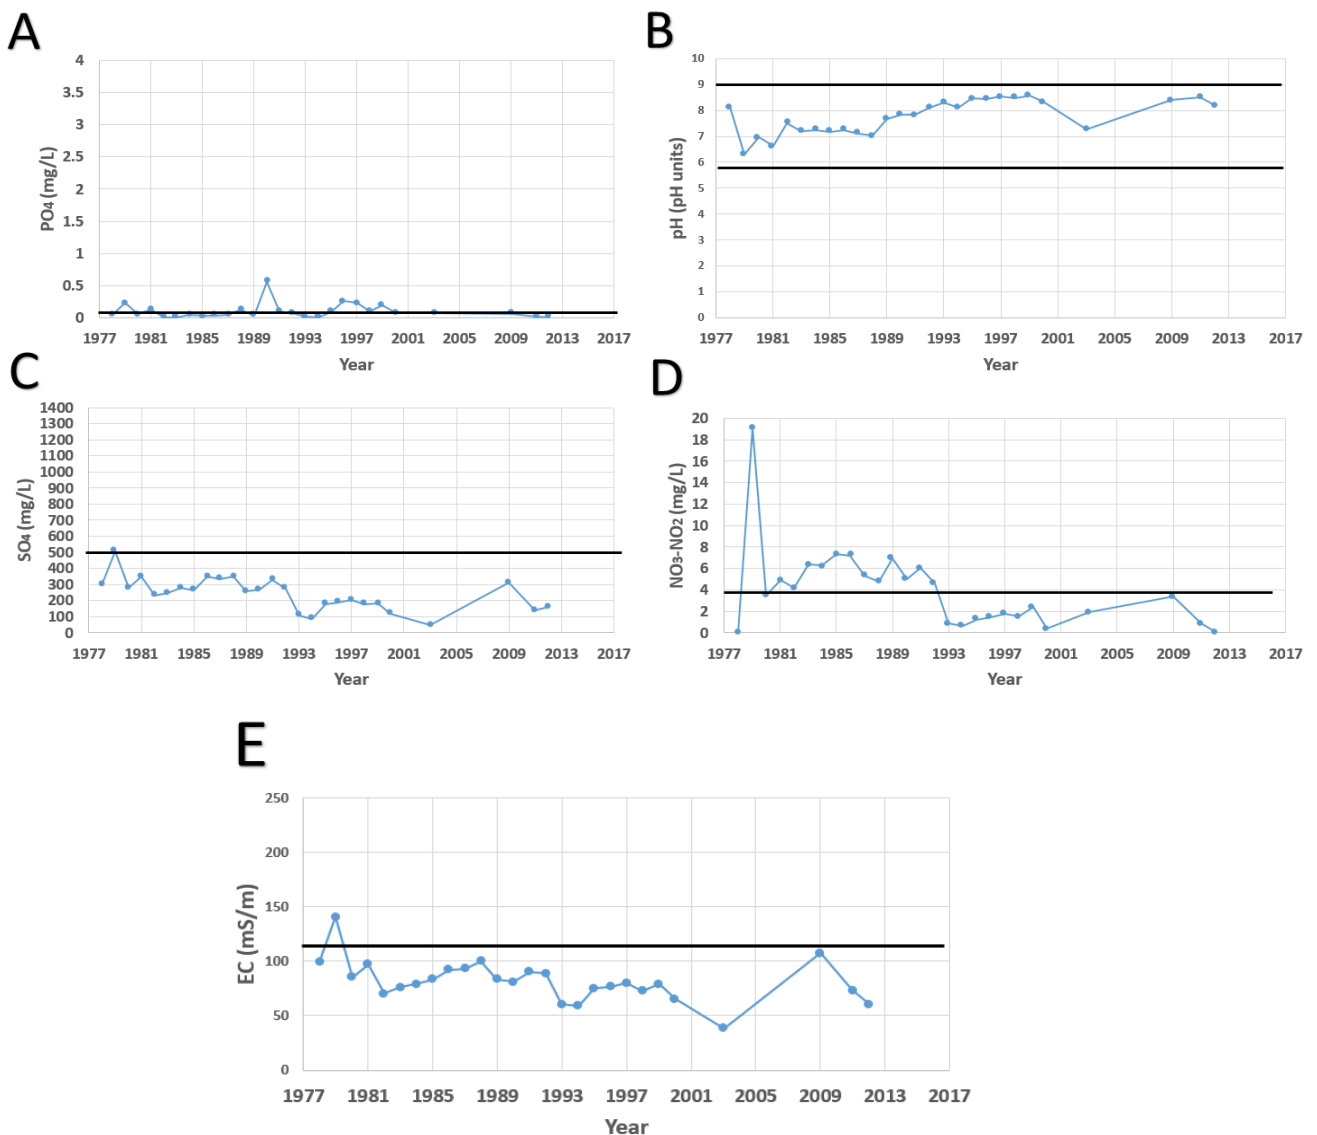 A
4
3.5
3
2.5
2
1.5
1
0.5
0
PO4 (mg/L)
1977 1981 1985 1989 1993 1997 2001 2005 2009 2013 2017
Year
B
10
9
8
7
6
5
4
3
2
1
0
pH (pH units)
1977 1981 1985 1989 1993 1997 2001 2005 2009 2013 2017
Year
C
1400
1300
1200
1100
1000
900
800
700
600
500
400
300
200
100
0
SO4 (mg/L)
1977 1981 1985 1989 1993 1997 2001 2005 2009 2013 2017
Year
D
20
18
16
14
12
10
8
6
4
2
0
NO3-NO2 (mg/L)
1977 1981 1985 1989 1993 1997 2001 2005 2009 2013 2017
Year
E
250
200
150
100
50
0
EC (mS/m)
1977 1981 1985 1989 1993 1997 2001 2005 2009 2013 2017
Year